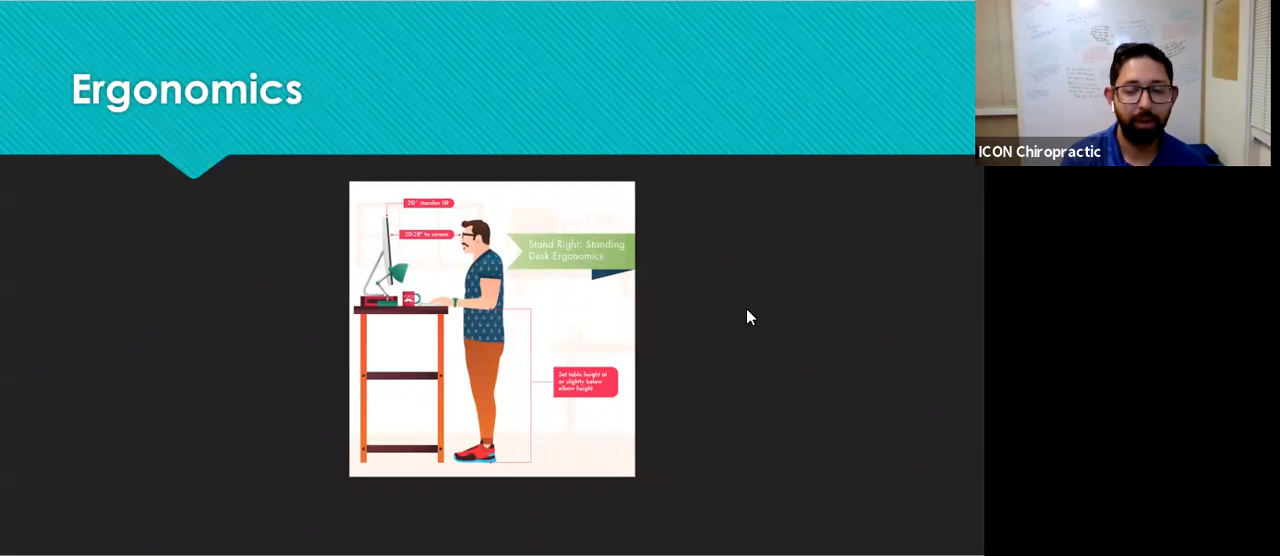 Ergonomics
ICON Chiropractic
20° monitor tilt
20-28" to screen
Stand Right: Standing
Desk Ergonomics
Set table height at
or slightly below
elbow height